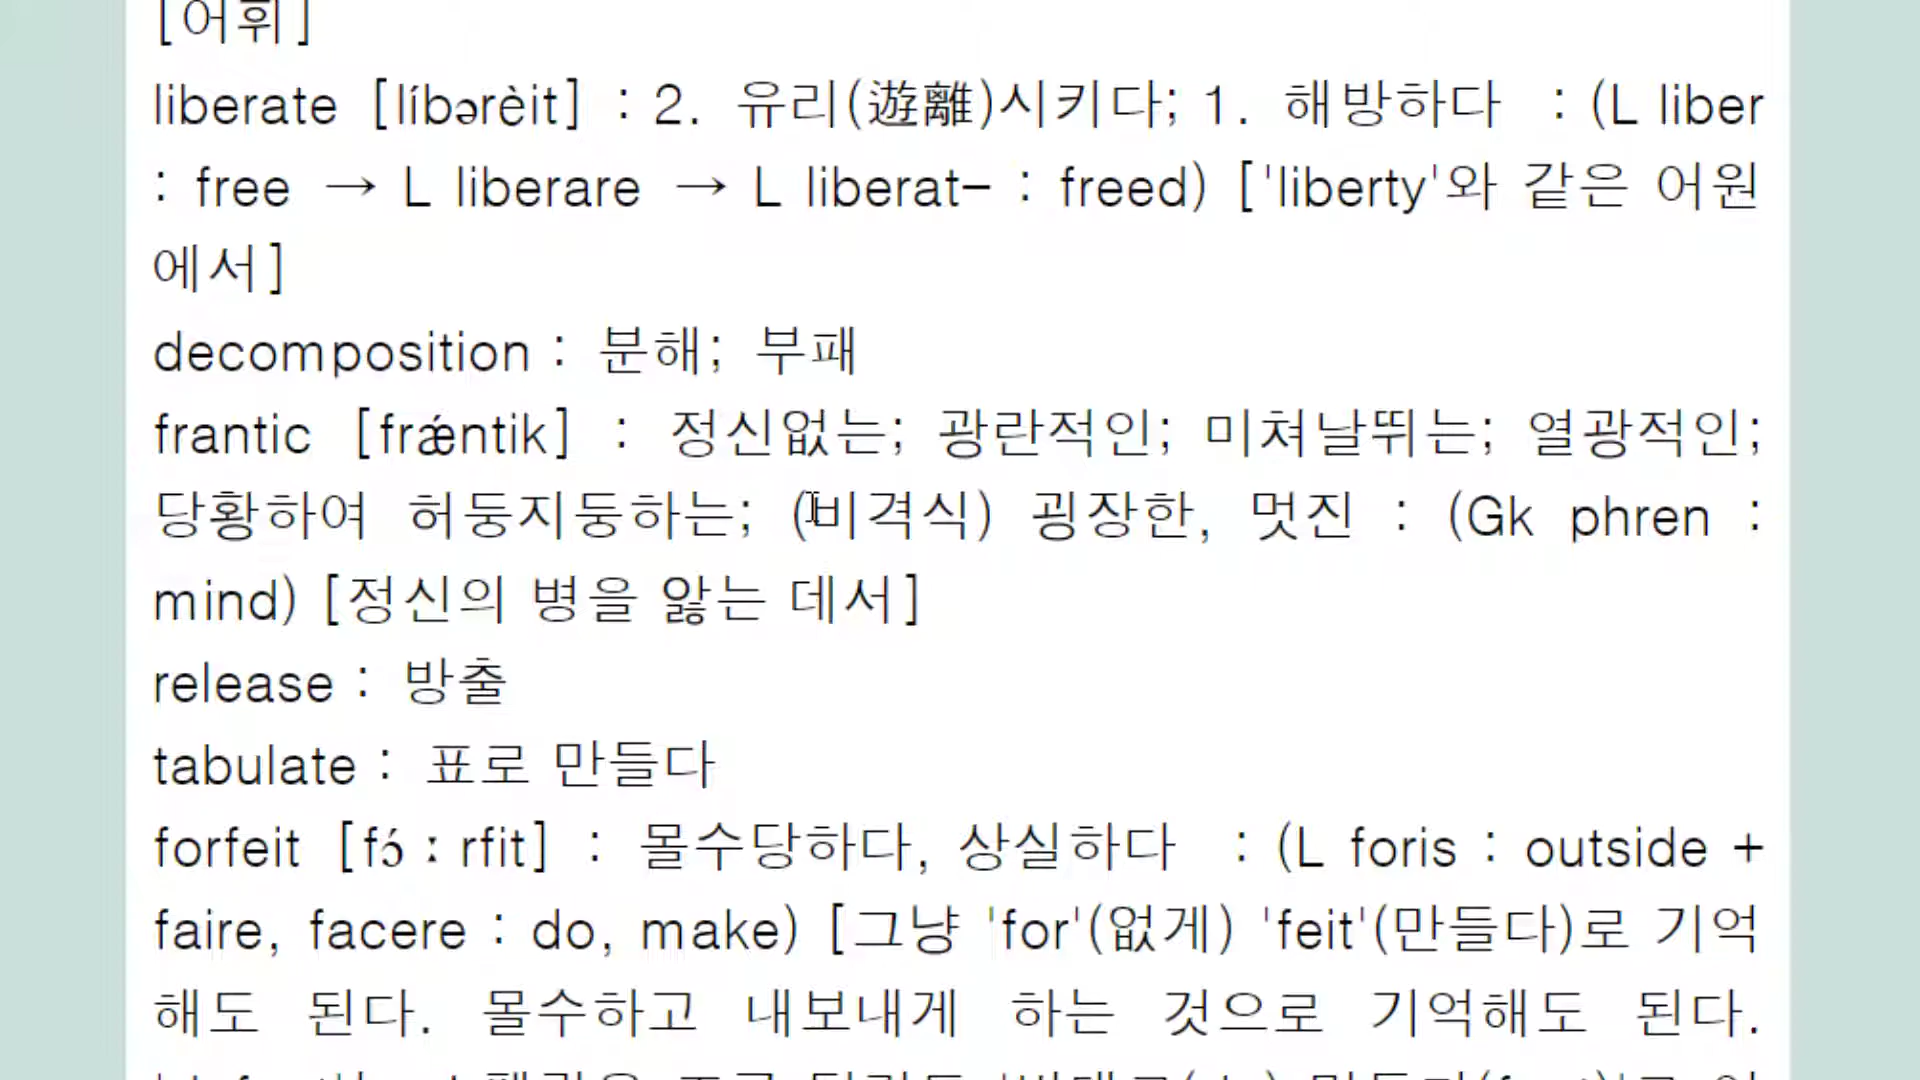 [어휘]
liberate [líbərèit] : 2. 유리(遊離)시키다; 1. 해방하다 : (L liber
: free → L liberare → L liberat- : freed) ['liberty'와 같은 어원
에서]
decomposition : 분해; 부패
frantic [frǽntik] : 정신없는; 광란적인; 미쳐날뛰는; 열광적인;
당황하여 허둥지둥하는; (비격식) 굉장한, 멋진 : (Gk phren :
mind) [정신의 병을 앓는 데서]
release : 방출
tabulate : 표로 만들다
forfeit [fɔ́ːrfit] : 몰수당하다, 상실하다 : (L foris : outside +
faire, facere : do, make) [그냥 'for'(없게) 'feit'(만들다)로 기억
해도 된다. 몰수하고 내보내게 하는 것으로 기억해도 된다.